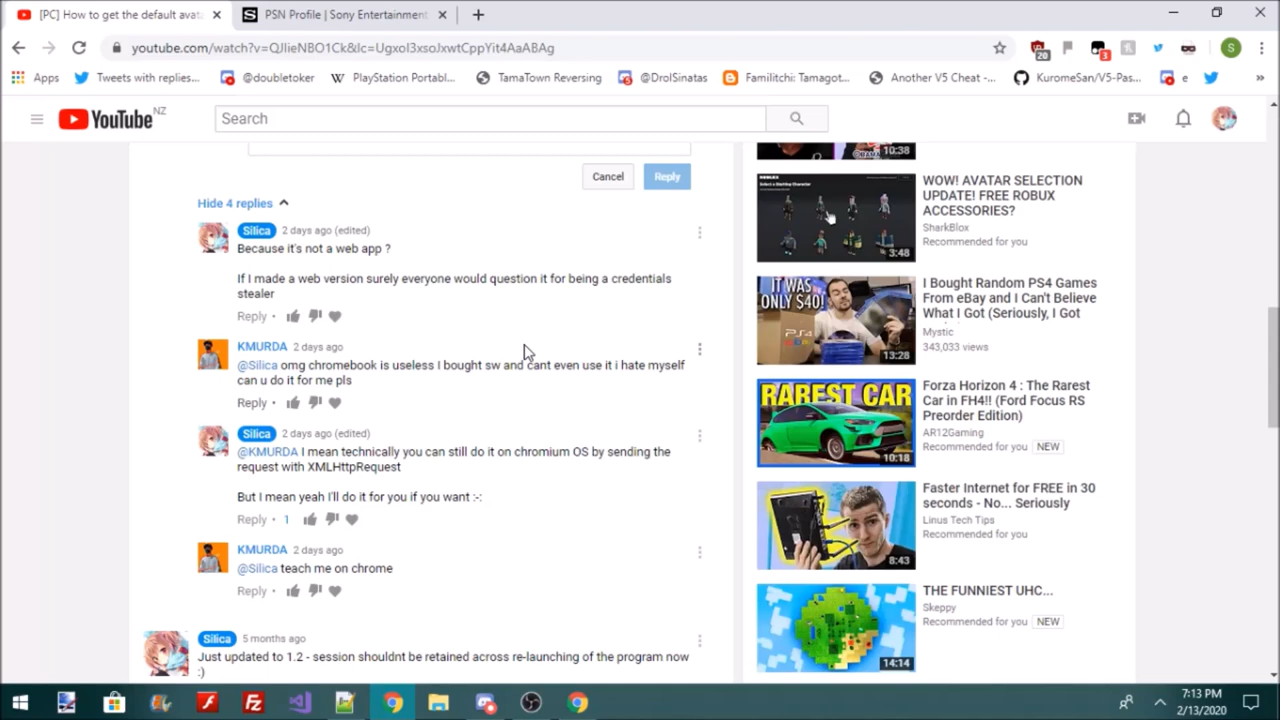 [PC] How to get the default avat
PSN Profile | Sony Entertainment
youtube.com/watch?v=QJlieNBO1Ck&lc=UgxoI3xsoJxwtCppYit4AaABAg
S
20
3
Apps
Tweets with replies...
@doubletoker
PlayStation Portabl...
TamaTown Reversing
@DrolSinatas
Familitchi: Tamagot...
Another V5 Cheat -...
KuromeSan/V5-Pas...
e
»
YouTube NZ
Search
10:38
Cancel
Reply
Hide 4 replies
Silica 2 days ago (edited)
Because it's not a web app ?
If I made a web version surely everyone would question it for being a credentials
stealer
Reply
KMURDA 2 days ago
@Silica omg chromebook is useless I bought sw and cant even use it i hate myself
can u do it for me pls
Reply
Silica 2 days ago (edited)
@KMURDA I mean technically you can still do it on chromium OS by sending the
request with XMLHttpRequest
But I mean yeah I'll do it for you if you want :-:
Reply 1
KMURDA 2 days ago
@Silica teach me on chrome
Reply
Silica 5 months ago
Just updated to 1.2 - session shouldnt be retained across re-launching of the program now
:)
3:48
WOW! AVATAR SELECTION
UPDATE! FREE ROBUX
ACCESSORIES?
SharkBlox
Recommended for you
IT WAS
ONLY $40!
PS4
13:28
I Bought Random PS4 Games
From eBay and I Can't Believe
What I Got (Seriously, I Got
Mystic
343,033 views
RAREST CAR
10:18
Forza Horizon 4 : The Rarest
Car in FH4!! (Ford Focus RS
Preorder Edition)
AR12Gaming
Recommended for you NEW
8:43
Faster Internet for FREE in 30
seconds - No... Seriously
Linus Tech Tips
Recommended for you
14:14
THE FUNNIEST UHC...
Skeppy
Recommended for you NEW
7:13 PM
2/13/2020